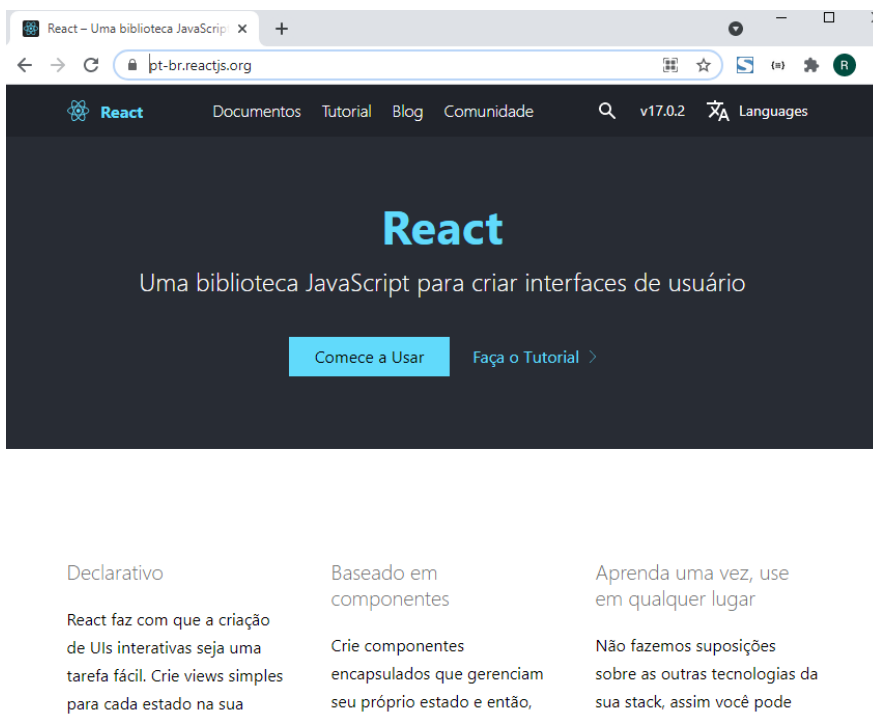 React – Uma biblioteca JavaScrip
pt-br.reactjs.org
R
React Documentos Tutorial Blog Comunidade v17.0.2 Languages
React
Uma biblioteca JavaScript para criar interfaces de usuário
Comece a Usar Faça o Tutorial
Declarativo
React faz com que a criação
de UIs interativas seja uma
tarefa fácil. Crie views simples
para cada estado na sua
Baseado em
componentes
Crie componentes
encapsulados que gerenciam
seu próprio estado e então,
Aprenda uma vez, use
em qualquer lugar
Não fazemos suposições
sobre as outras tecnologias da
sua stack, assim você pode